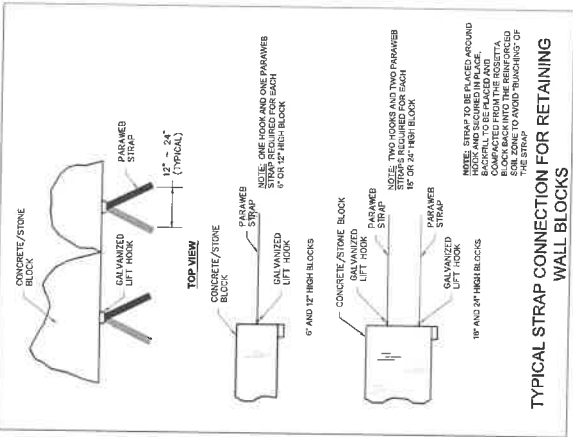 CONCRETE/STONE
BLOCK
GALVANIZED
LIFT HOOK
PARAWEB
STRAP
12" ~ 24"
(TYPICAL)
TOP VIEW
CONCRETE/STONE
BLOCK
PARAWEB
STRAP
GALVANIZED
LIFT HOOK
NOTE: ONE HOOK AND ONE PARAWEB
STRAP REQUIRED FOR EACH
6" OR 12" HIGH BLOCK
6" AND 12" HIGH BLOCKS
CONCRETE/STONE BLOCK
GALVANIZED
LIFT HOOK
PARAWEB
STRAP
NOTE: TWO HOOKS AND TWO PARAWEB
STRAPS REQUIRED FOR EACH
18" OR 24" HIGH BLOCK
PARAWEB
STRAP
GALVANIZED
LIFT HOOK
18" AND 24" HIGH BLOCKS
NOTE: STRAP TO BE PLACED AROUND
HOOK AND SECURED IN PLACE.
BACKFILL TO BE PLACED AND
COMPACTED FROM THE ROSETTA
BLOCK BACK INTO THE REINFORCED
SOIL ZONE TO AVOID "BUNCHING" OF
THE STRAP
TYPICAL STRAP CONNECTION FOR RETAINING
WALL BLOCKS